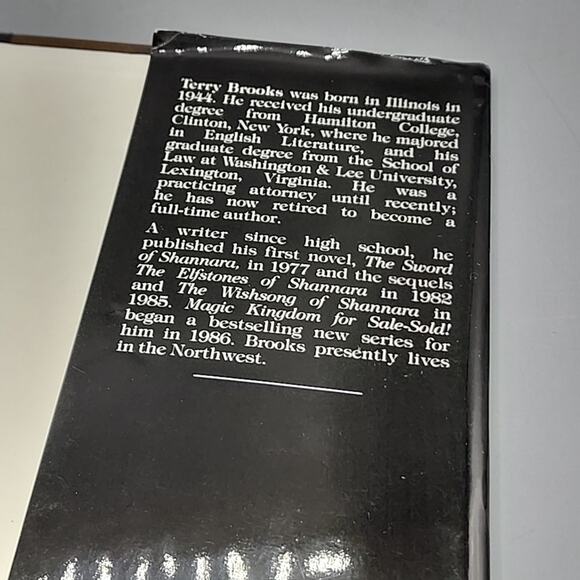 Terry Brooks was born in Illinois in
1944. He received his undergraduate
degree from Hamilton College,
Clinton, New York, where he majored
in English Literature, and his
graduate degree from the School of
Law at Washington & Lee University,
Lexington, Virginia. He was a
practicing attorney until recently;
he has now retired to become a
full-time author.
A writer since high school, he
published his first novel, The Sword
of Shannara, in 1977 and the sequels
The Elfstones of Shannara in 1982
and The Wishsong of Shannara in
1985. Magic Kingdom for Sale-Sold!
began a bestselling new series for
him in 1986. Brooks presently lives
in the Northwest.